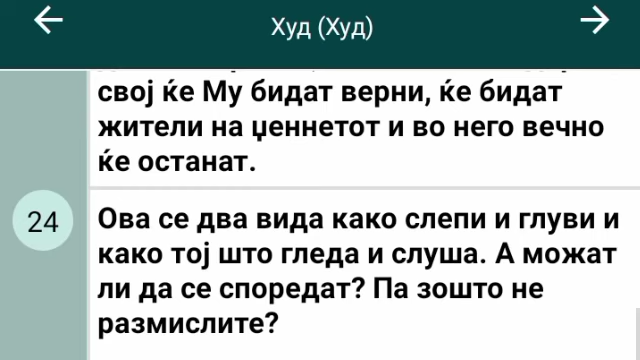 Худ (Худ)
свој ќе Му бидат верни, ќе бидат
жители на џеннетот и во него вечно
ќе останат.
24
Ова се два вида како слепи и глуви и
како тој што гледа и слуша. А можат
ли да се споредат? Па зошто не
размислите?